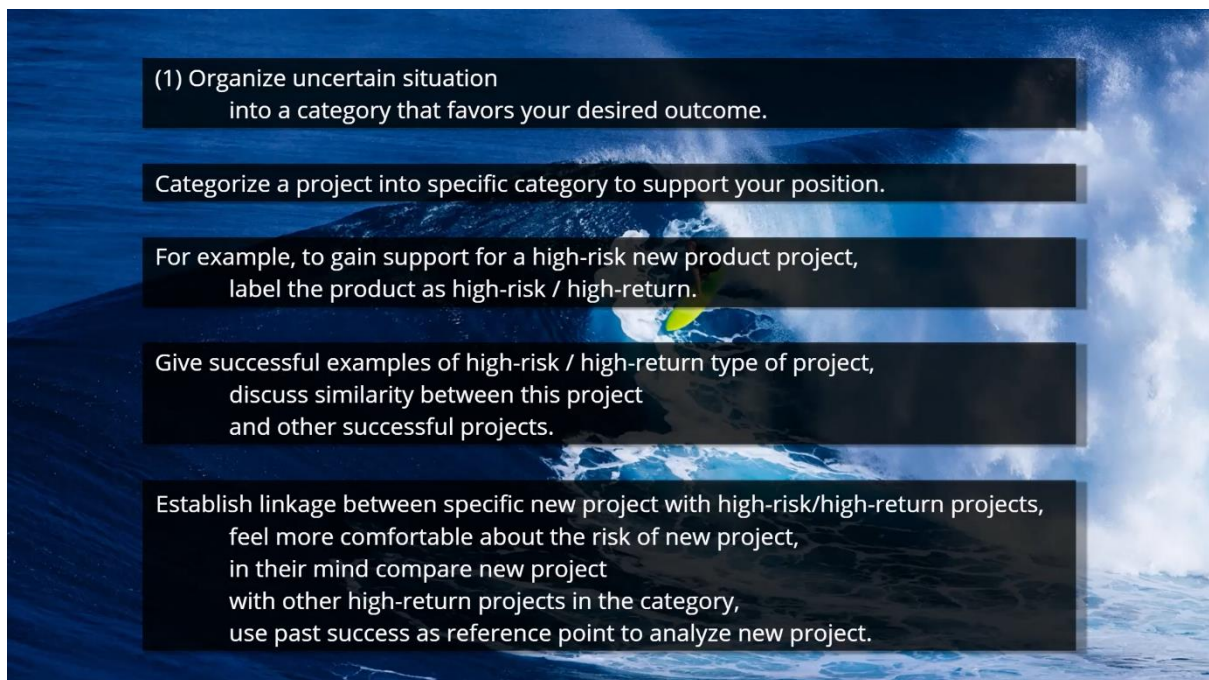 (1) Organize uncertain situation
into a category that favors your desired outcome.
Categorize a project into specific category to support your position.
For example, to gain support for a high-risk new product project,
label the product as high-risk / high-return.
Give successful examples of high-risk / high-return type of project,
discuss similarity between this project
and other successful projects.
Establish linkage between specific new project with high-risk/high-return projects,
feel more comfortable about the risk of new project,
in their mind compare new project
with other high-return projects in the category,
use past success as reference point to analyze new project.